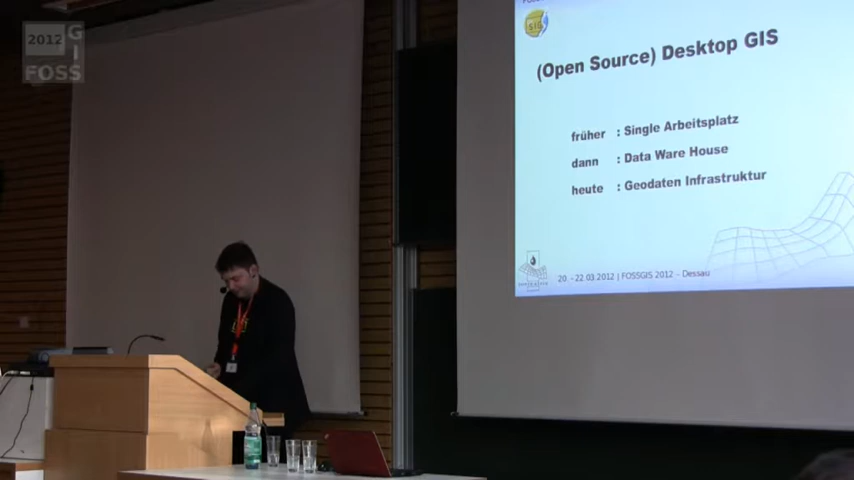 2012
GI
FOSS
(Open Source) Desktop GIS
früher : Single Arbeitsplatz
dann : Data Ware House
heute : Geodaten Infrastruktur
20. - 22.03.2012 | FOSSGIS 2012 - Dessau